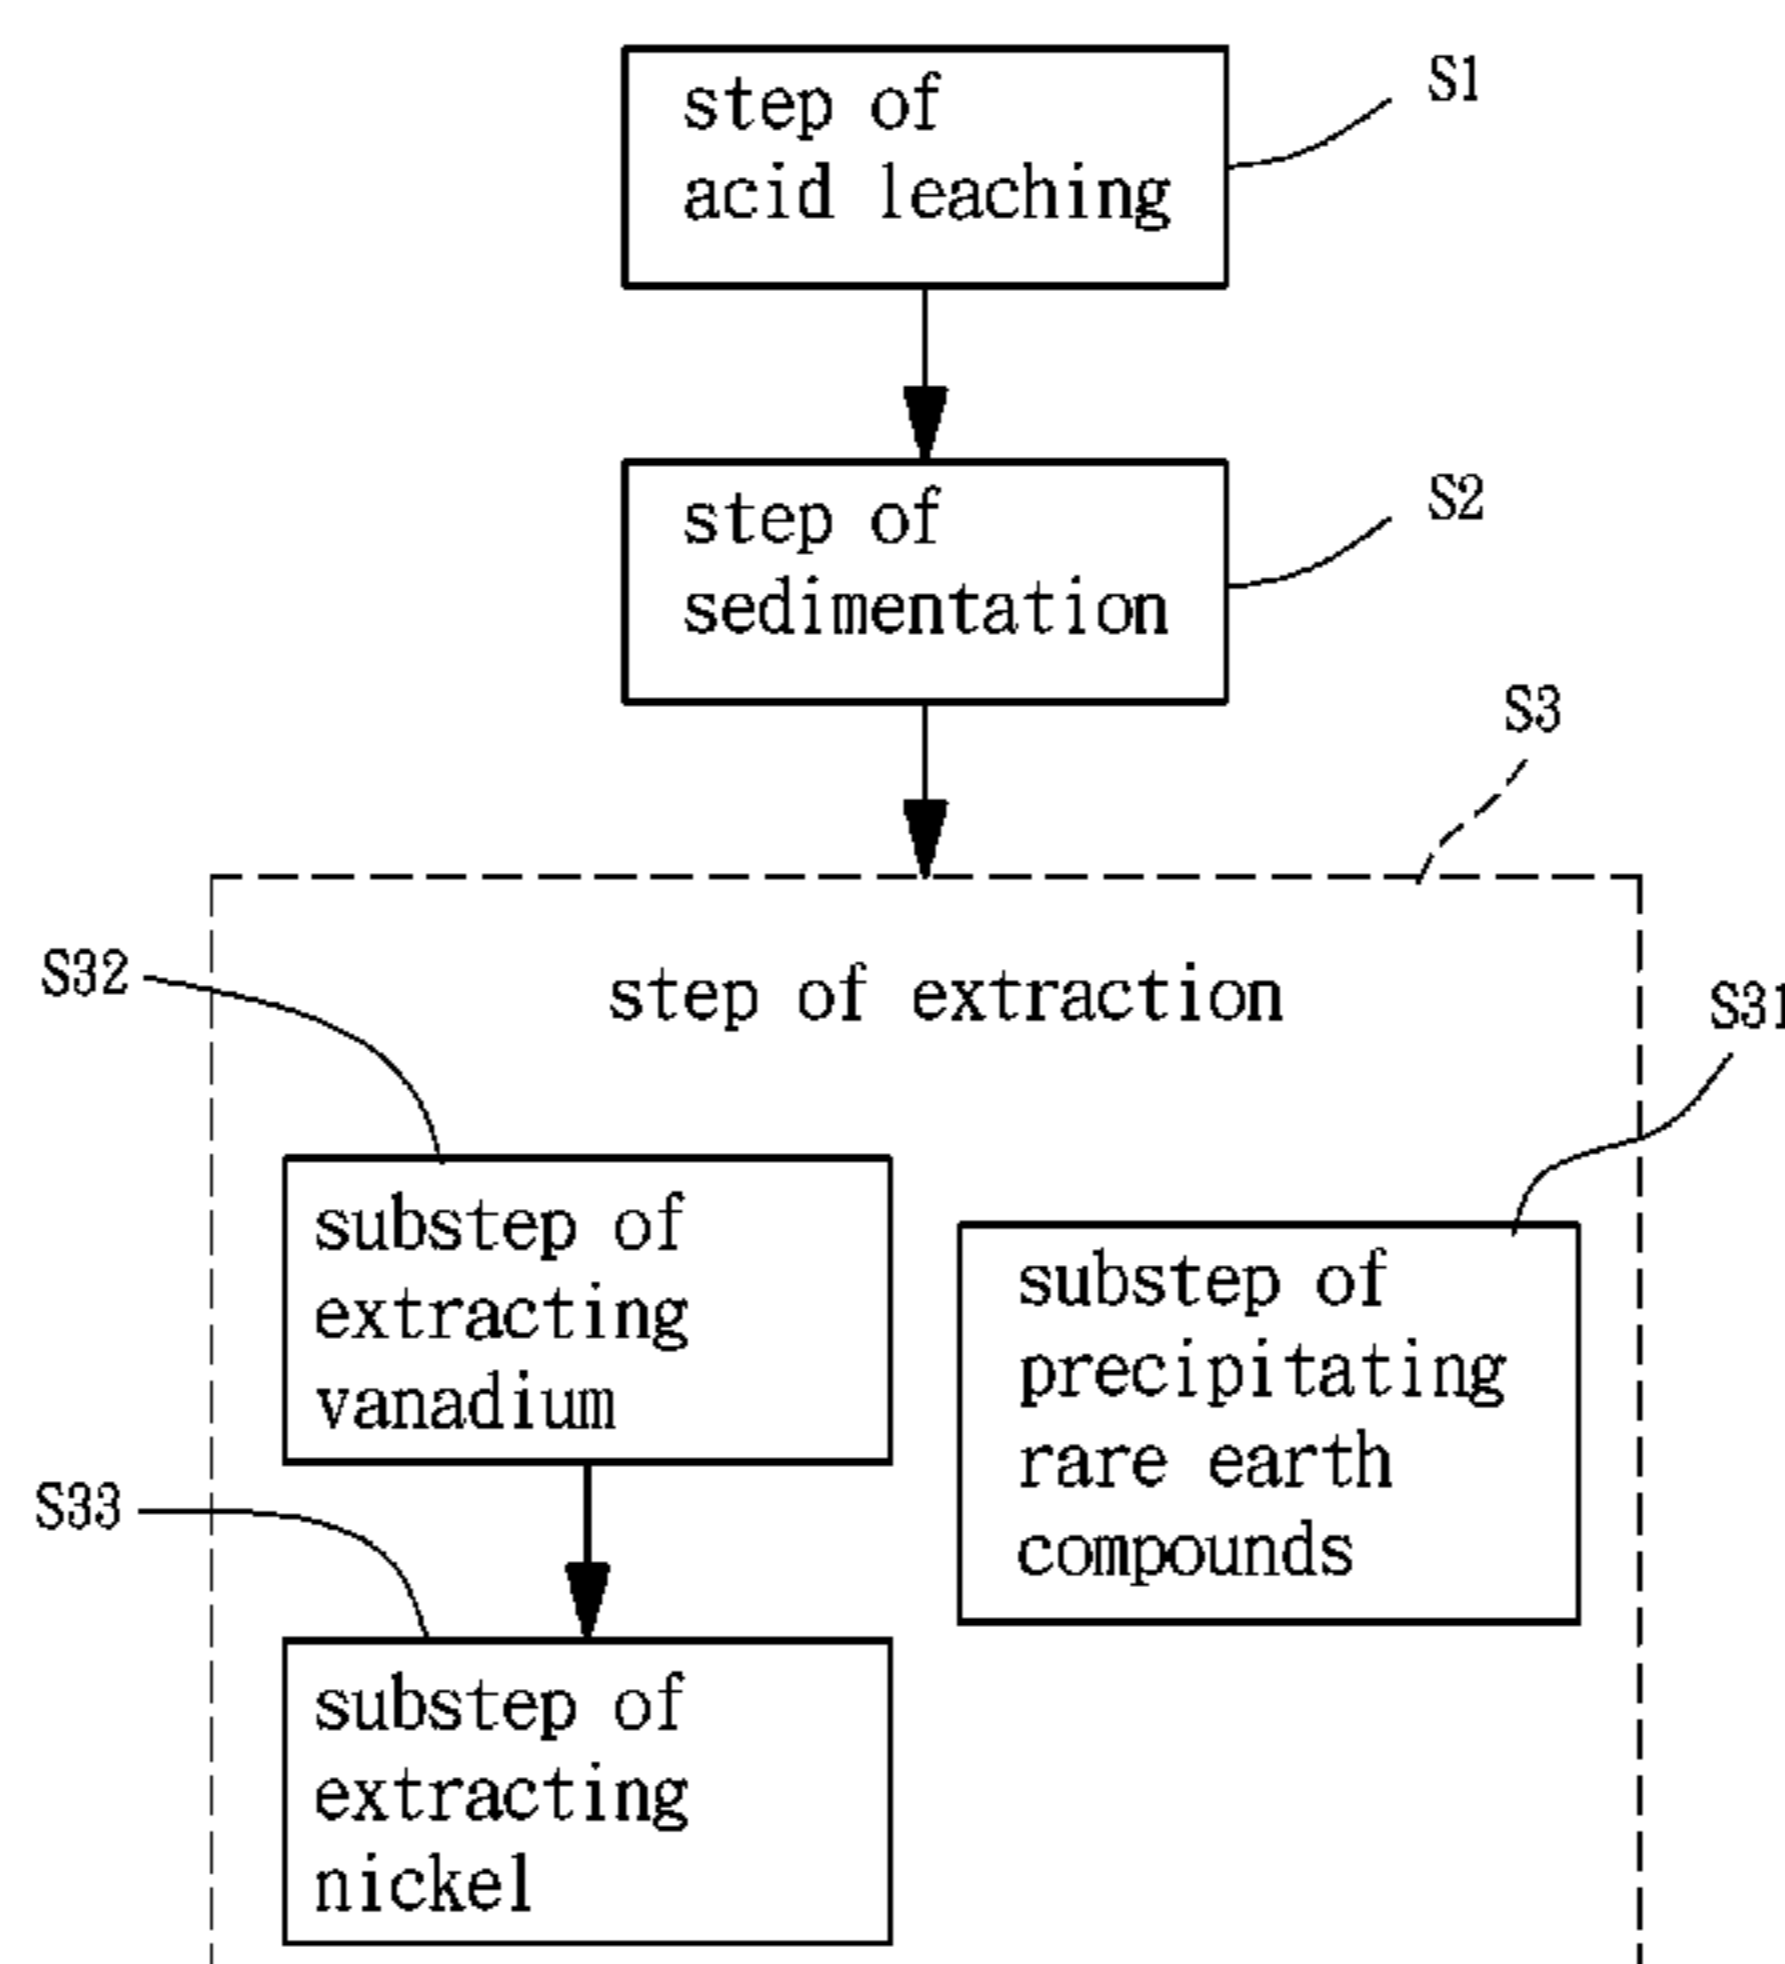 step of
acid leaching
S1
step of
sedimentation
S2
S3
step of extraction
S32
S31
substep of
extracting
vanadium
substep of
precipitating
rare earth
compounds
S33
substep of
extracting
nickel